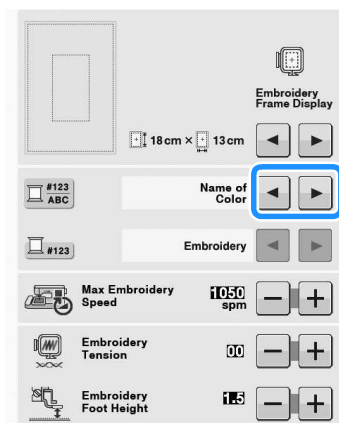 Embroidery
Frame Display
18cm × 13cm
#123
ABC
Name of
Color
#123
Embroidery
Max Embroidery
Speed
1050
spm
Embroidery
Tension
00
Embroidery
Foot Height
1.5